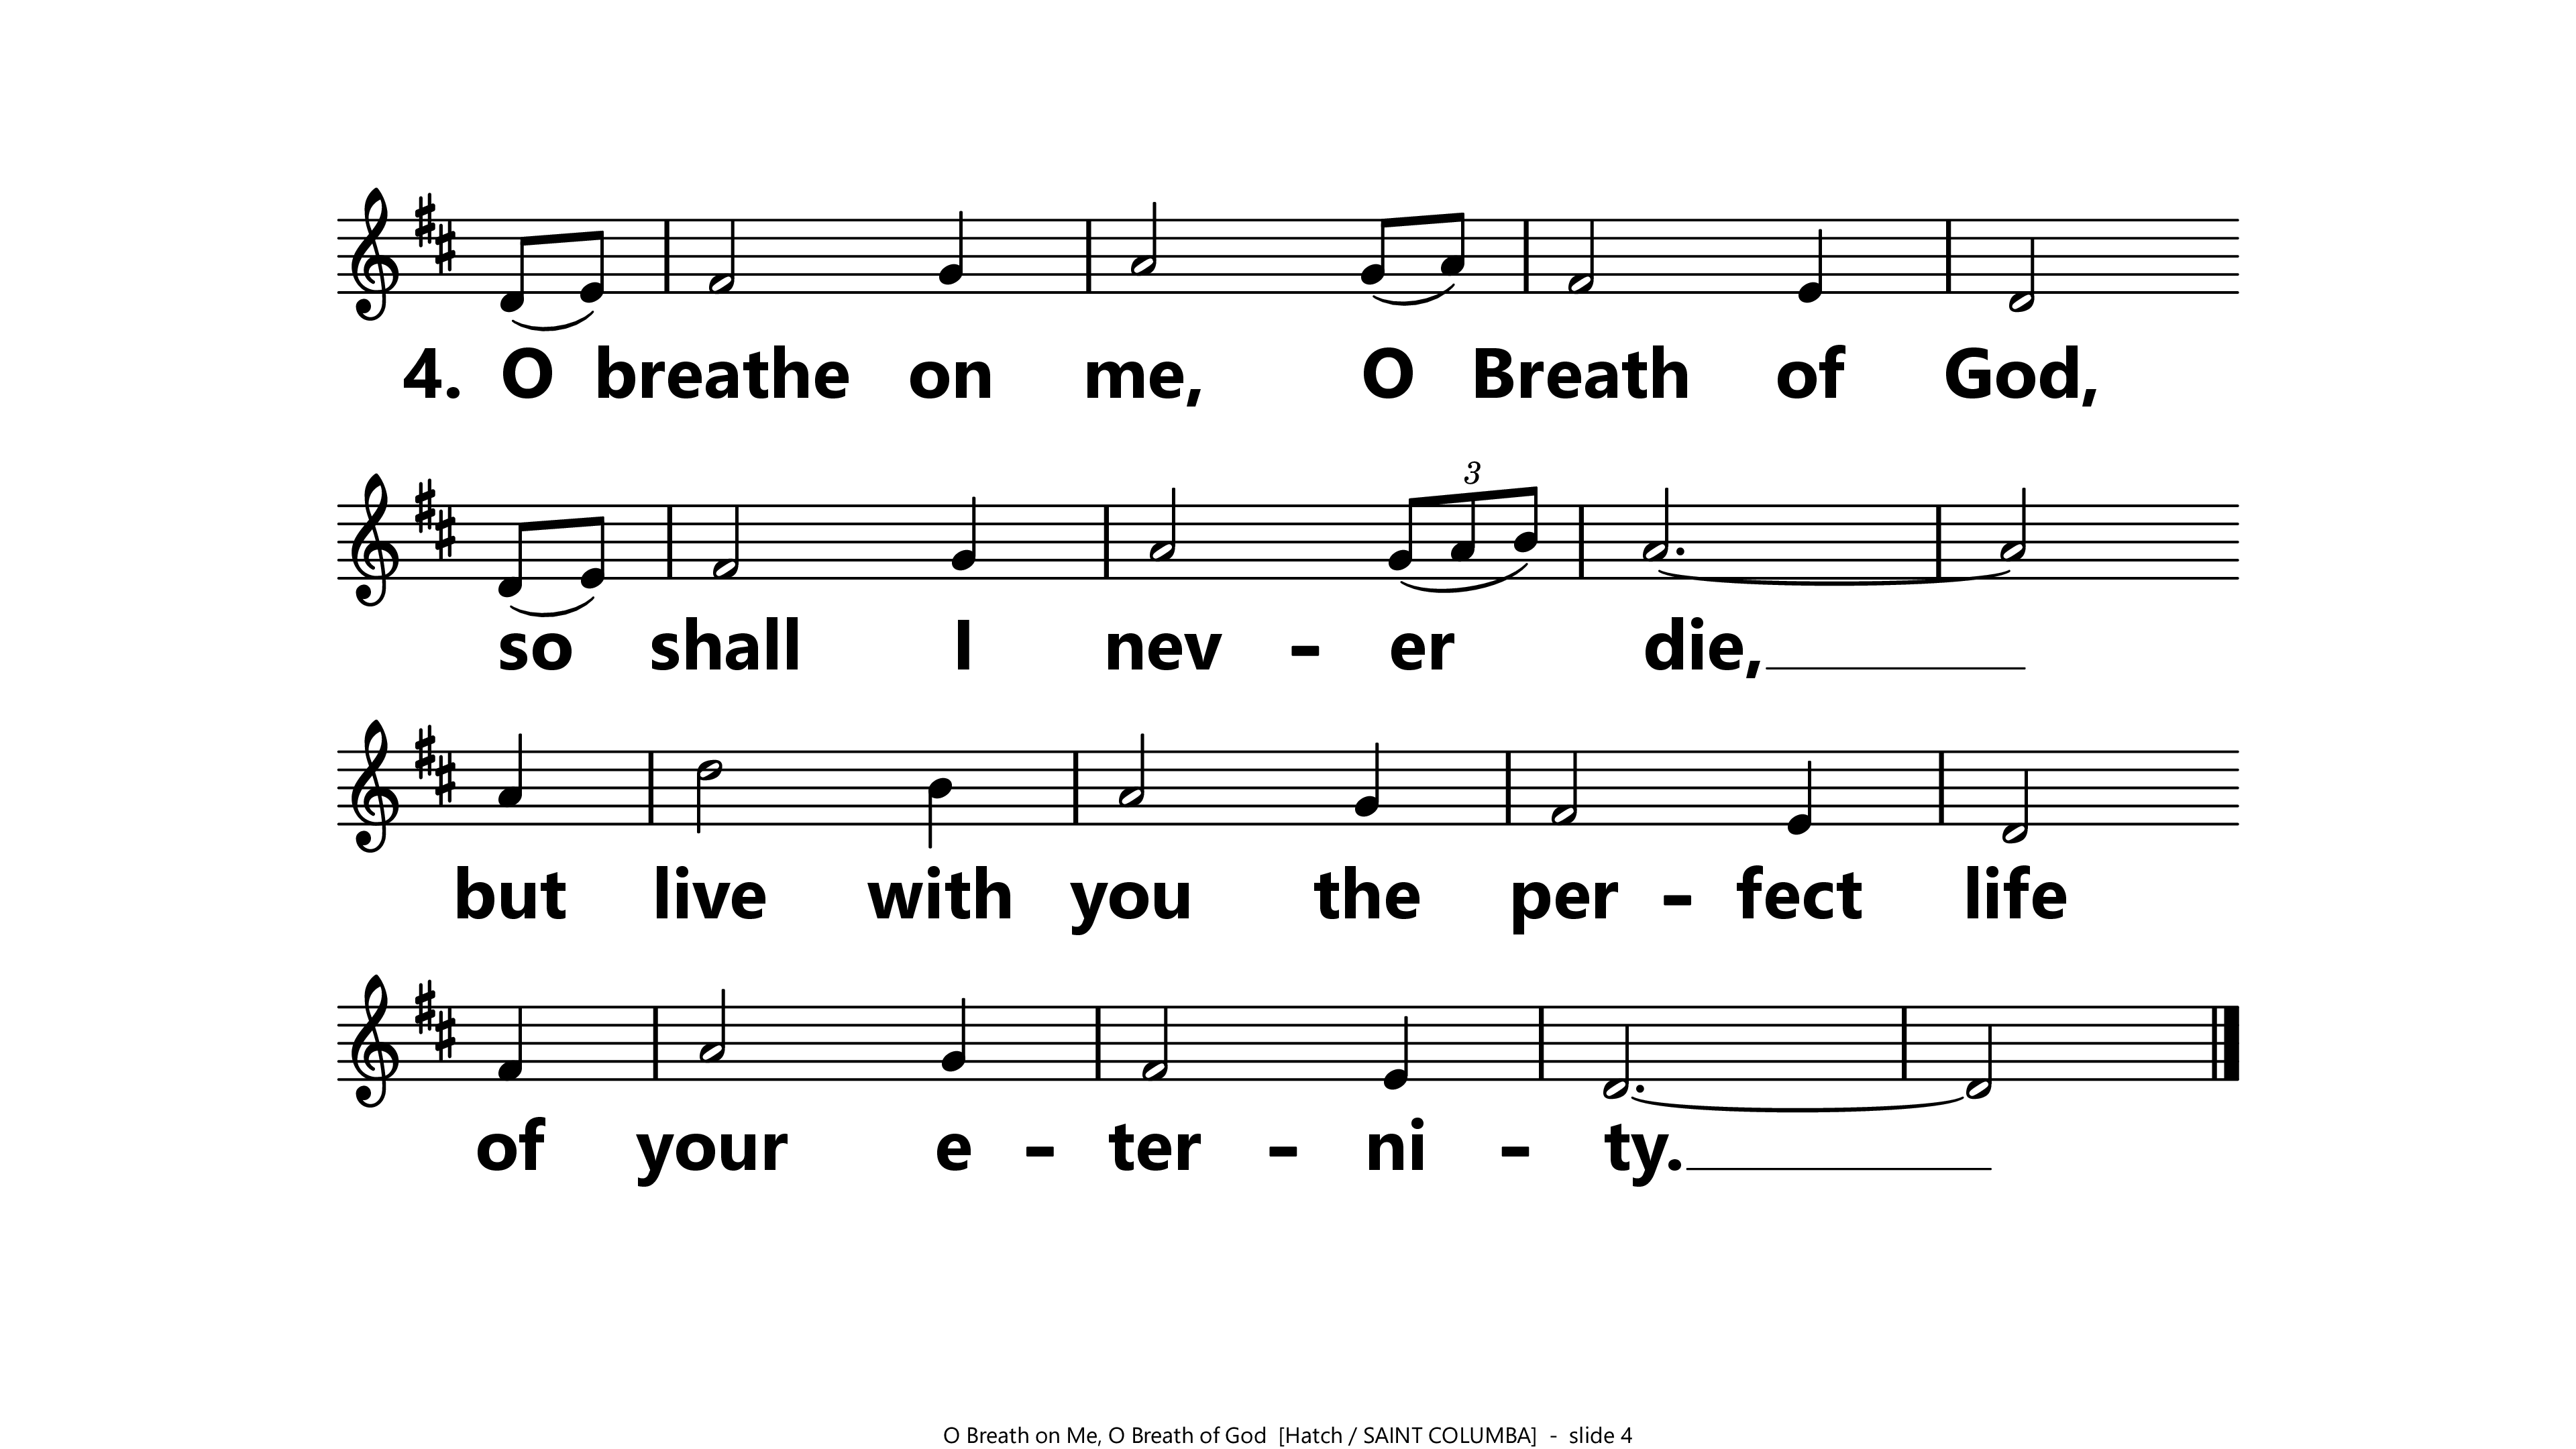 4. O breathe on me, O Breath of God,
3
so shall I nev - er die,
but live with you the per - fect life
of your e - ter - ni - ty.
O Breath on Me, O Breath of God [Hatch / SAINT COLUMBA] - slide 4